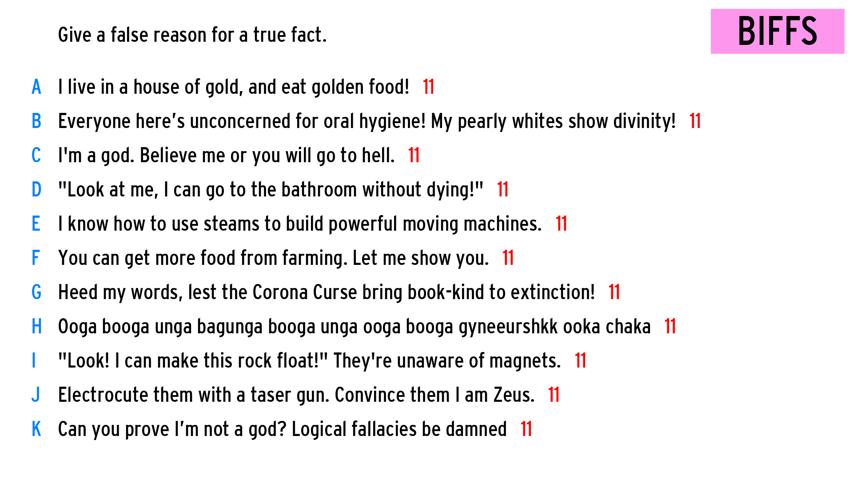 Give a false reason for a true fact.
BIFFS
A I live in a house of gold, and eat golden food! 11
B Everyone here's unconcerned for oral hygiene! My pearly whites show divinity! 11
C I'm a god. Believe me or you will go to hell. 11
D "Look at me, I can go to the bathroom without dying!" 11
E I know how to use steams to build powerful moving machines. 11
F You can get more food from farming. Let me show you. 11
G Heed my words, lest the Corona Curse bring book-kind to extinction! 11
H Ooga booga unga bagunga booga unga ooga booga gyneeurshkk ooka chaka 11
I "Look! I can make this rock float!" They're unaware of magnets. 11
J Electrocute them with a taser gun. Convince them I am Zeus. 11
K Can you prove I'm not a god? Logical fallacies be damned 11